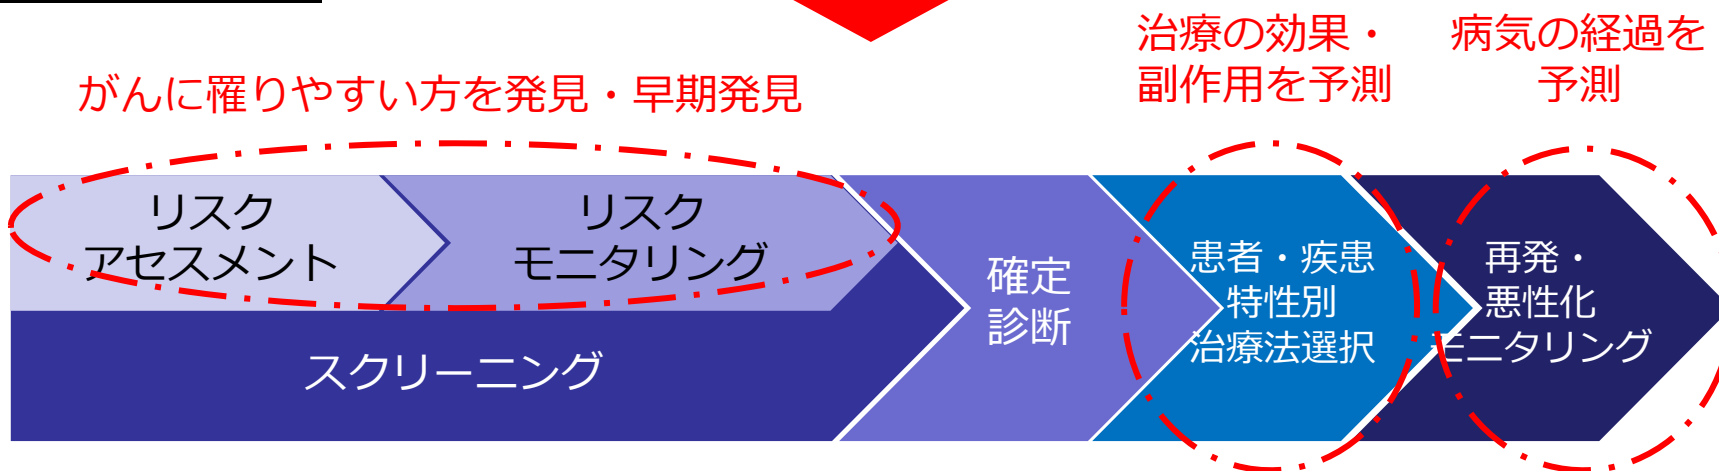 がんに罹りやすい方を発見・早期発見
治療の効果・
副作用を予測
病気の経過を
予測
リスク
アセスメント
リスク
モニタリング
スクリーニング
確定
診断
患者・疾患
特性別
治療法選択
再発・
悪性化
モニタリング